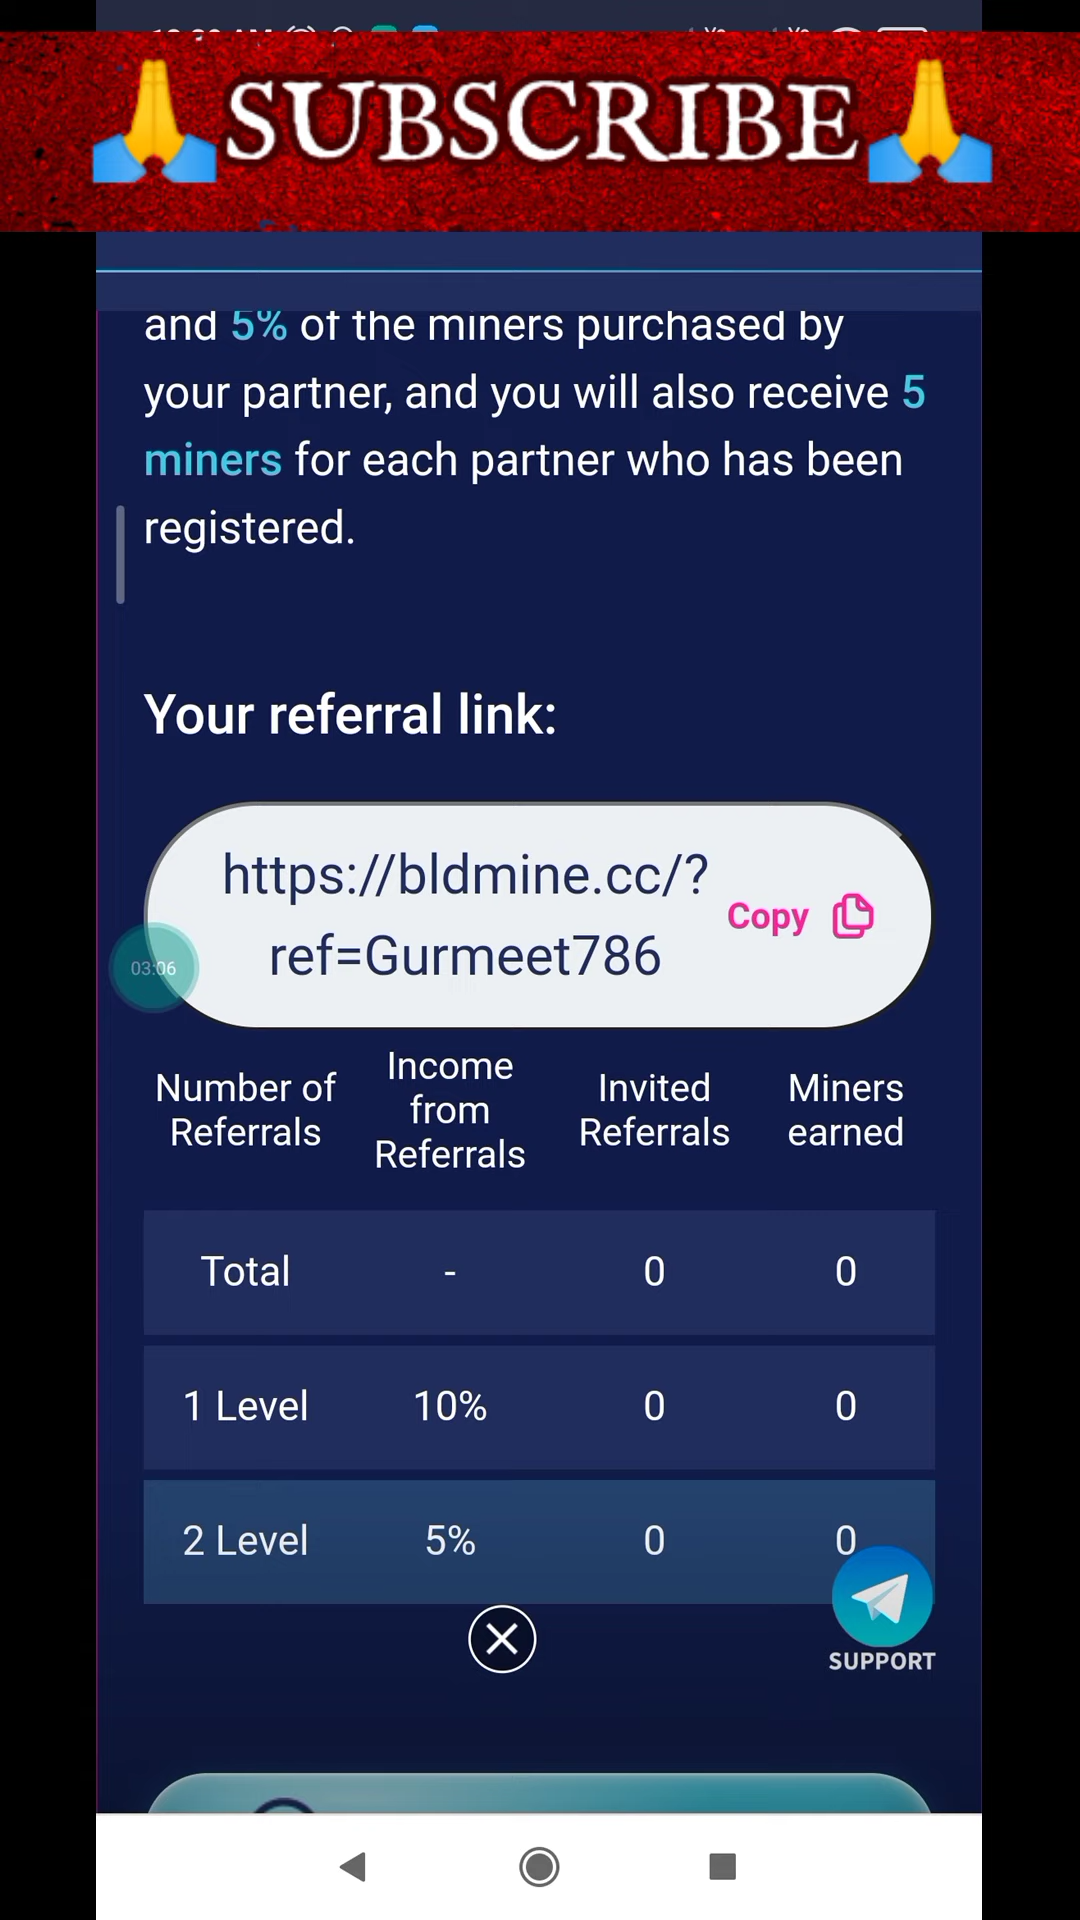 SUBSCRIBE
and 5% of the miners purchased by
your partner, and you will also receive 5
miners for each partner who has been
registered.
Your referral link:
https://bldmine.cc/?
ref=Gurmeet786
Copy
03:06
Number of Referrals
Income from Referrals
Invited Referrals
Miners earned
Total - 0 0
1 Level 10% 0 0
2 Level 5% 0 0
SUPPORT